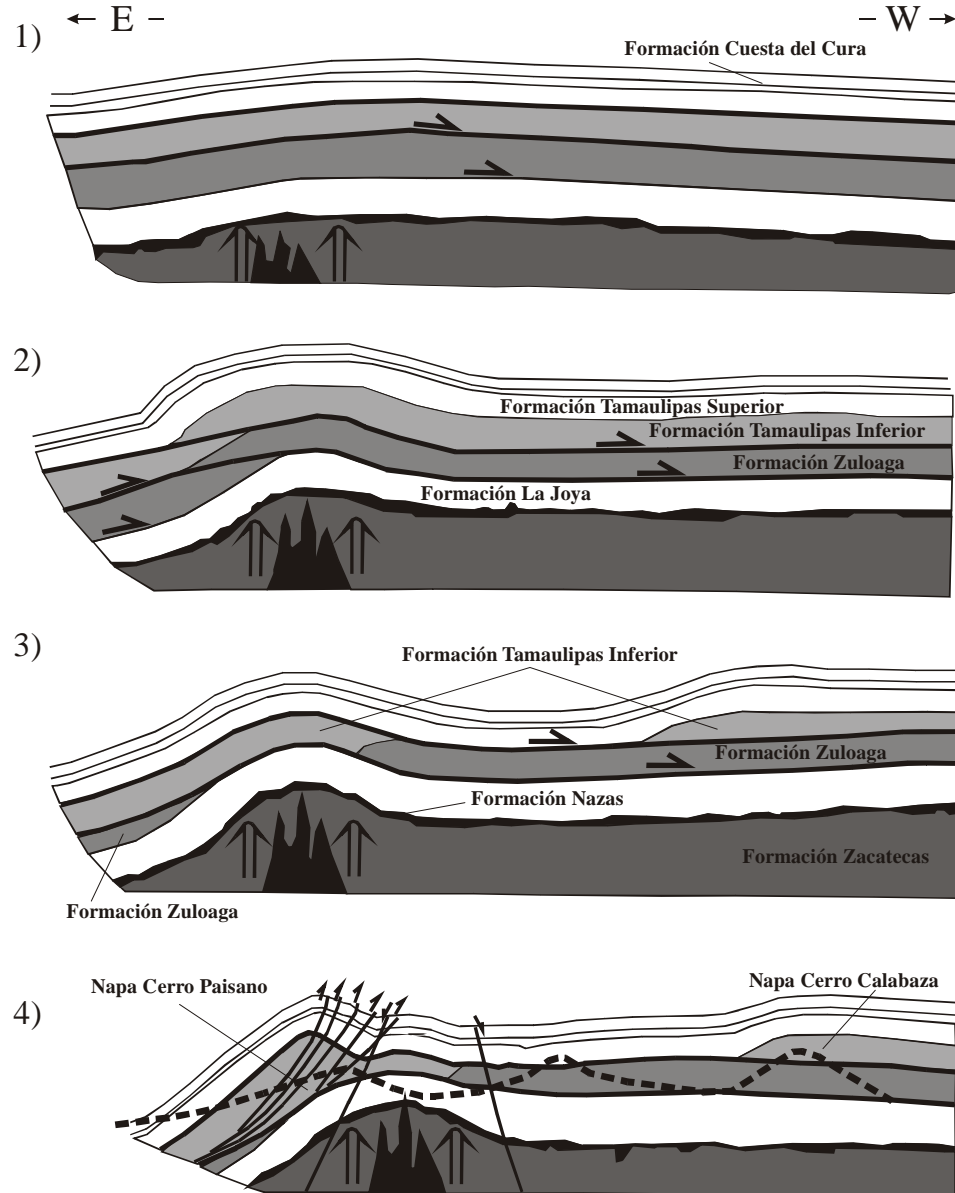 E
W
1)
Formación Cuesta del Cura
2)
Formación Tamaulipas Superior
Formación Tamaulipas Inferior
Formación Zuloaga
Formación La Joya
3)
Formación Tamaulipas Inferior
Formación Zuloaga
Formación Nazas
Formación Zacatecas
Formación Zuloaga
4)
Napa Cerro Paisano
Napa Cerro Calabaza